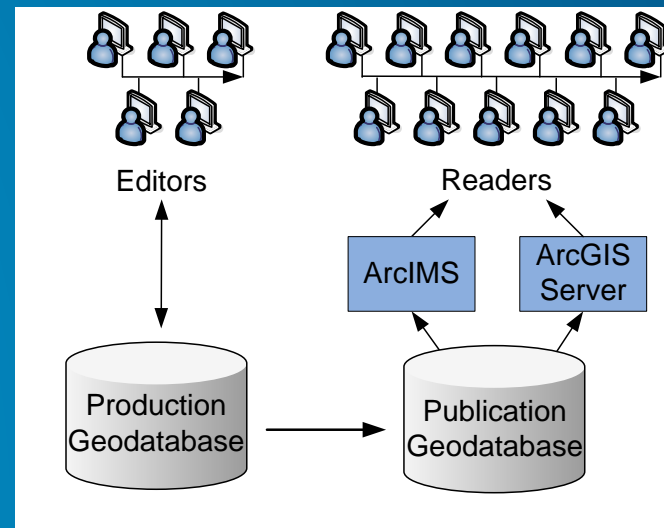 Editors
Readers
ArcIMS
ArcGIS
Server
Production
Geodatabase
Publication
Geodatabase